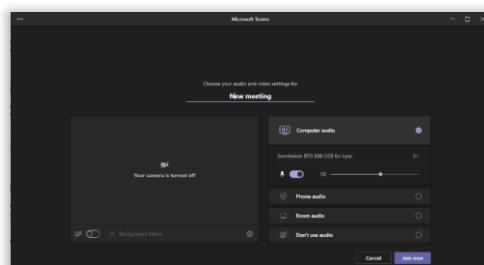 Microsoft Teams
Choose your audio and video settings for
New meeting
Computer audio
Sennheiser BTD 800 USB for Lync
Your camera is turned off
Phone audio
Room audio
Background filters
Don't use audio
Cancel
Join now